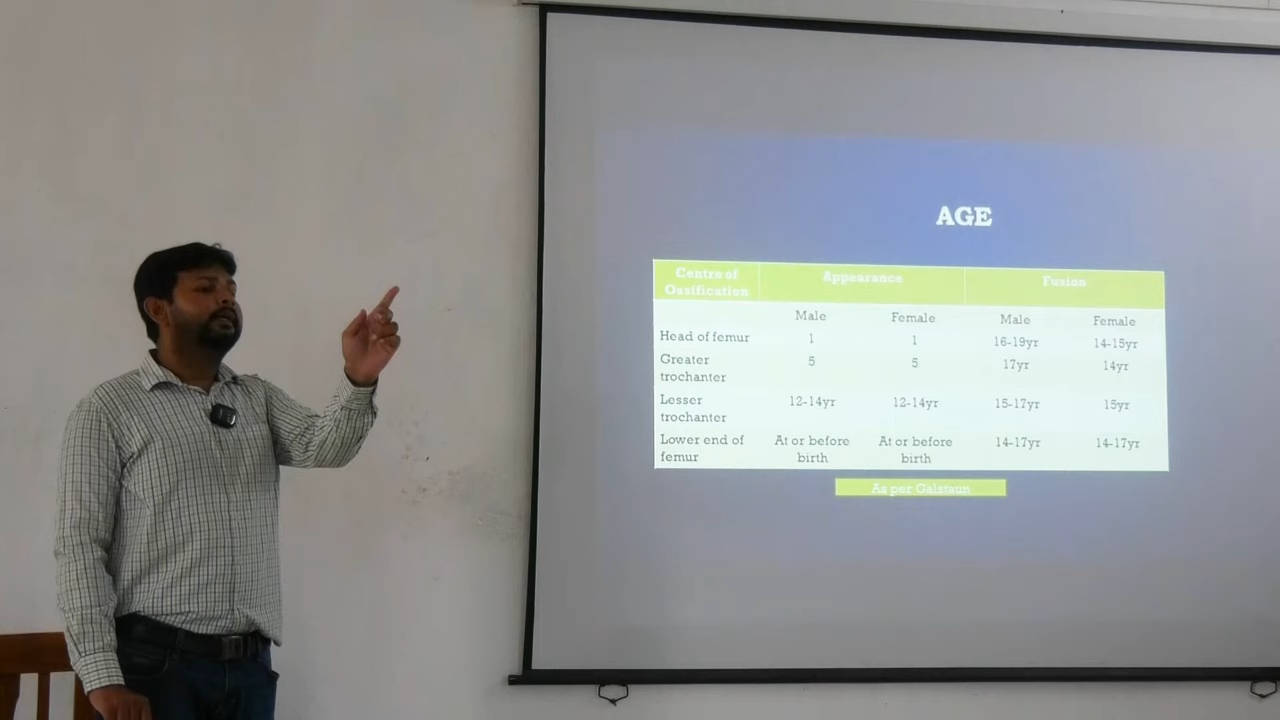 AGE
Centre of Appearance Fusion
Ossification
Male Female Male Female
Head of femur 1 1 16-19yr 14-15yr
Greater 5 5 17yr 14yr
trochanter
Lesser 12-14yr 12-14yr 15-17yr 15yr
trochanter
Lower end of At or before At or before 14-17yr 14-17yr
femur birth birth
As per Galstaun